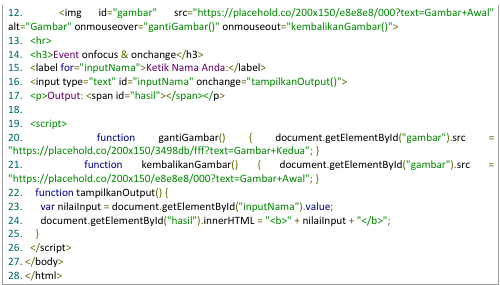 12. <img id="gambar" src="https://placehold.co/200x150/e8e8e8/000?text=Gambar+Awal"
alt="Gambar" onmouseover="gantiGambar()" onmouseout="kembalikanGambar()">
13. <hr>
14. <h3>Event onfocus & onchange</h3>
15. <label for="inputNama">Ketik Nama Anda:</label>
16. <input type="text" id="inputNama" onchange="tampilkanOutput()">
17. <p>Output: <span id="hasil"></span></p>
18.
19. <script>
20. function gantiGambar() { document.getElementById("gambar").src =
"https://placehold.co/200x150/3498db/fff?text=Gambar+Kedua"; }
21. function kembalikanGambar() { document.getElementById("gambar").src =
"https://placehold.co/200x150/e8e8e8/000?text=Gambar+Awal"; }
22. function tampilkanOutput() {
23. var nilaiInput = document.getElementById("inputNama").value;
24. document.getElementById("hasil").innerHTML = "<b>" + nilaiInput + "</b>";
25. }
26. </script>
27. </body>
28. </html>